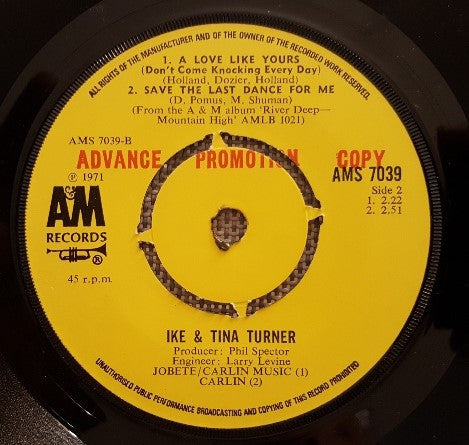 ALL RIGHTS OF THE MANUFACTURER AND OF THE OWNER OF THE RECORDED WORK RESERVED.
1. A LOVE LIKE YOURS
(Don't Come Knocking Every Day)
(Holland, Dozier, Holland)
2. SAVE THE LAST DANCE FOR ME
(D. Pomus, M. Shuman)
(From the A & M album 'River Deep—
Mountain High' AMLB 1021)
AMS 7039-B
ADVANCE PROMOTION COPY
℗ 1971
AMS 7039
Side 2
1. 2.22
2. 2.51
A&M
RECORDS
®
45 r.p.m.
IKE & TINA TURNER
Producer: Phil Spector
Engineer: Larry Levine
JOBETE/CARLIN MUSIC (1)
CARLIN (2)
UNAUTHORISED PUBLIC PERFORMANCE BROADCASTING AND COPYING OF THIS RECORD PROHIBITED